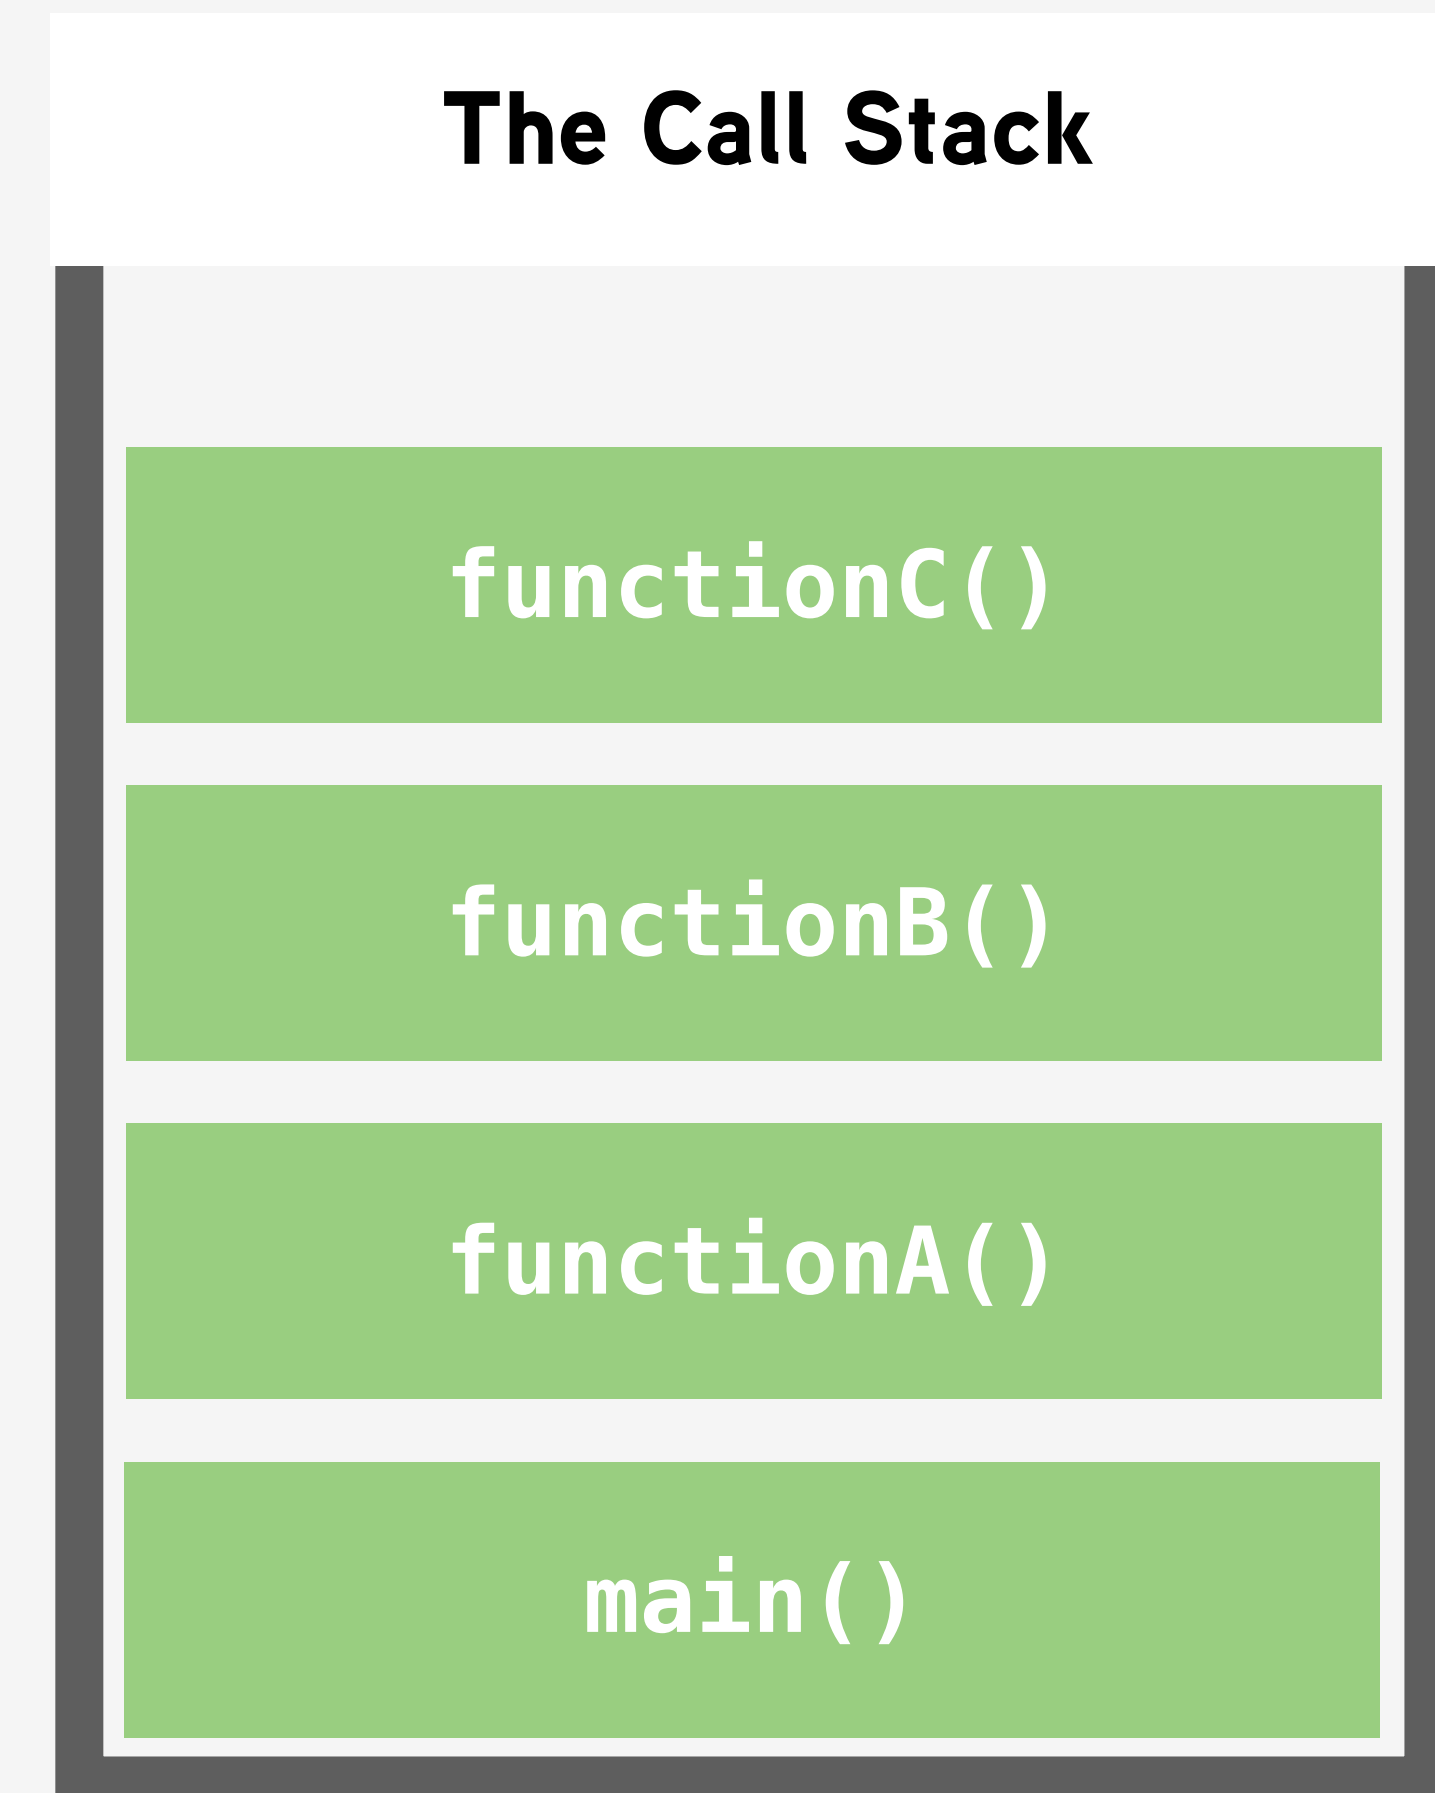 The Call Stack
functionC()
functionB()
functionA()
main()